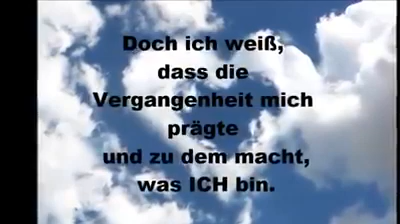 Doch ich weiß,
dass die
Vergangenheit mich
prägte
und zu dem macht,
was ICH bin.